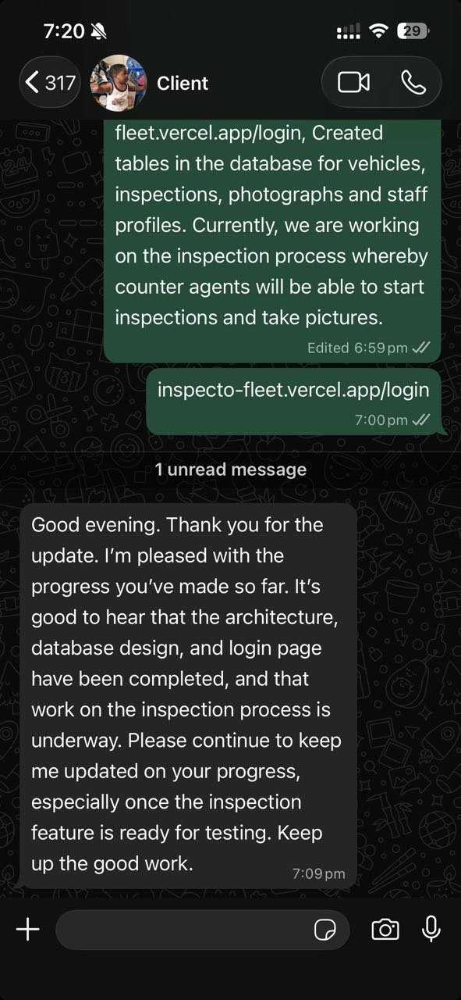 7:20
29
317
Client
fleet.vercel.app/login, Created
tables in the database for vehicles,
inspections, photographs and staff
profiles. Currently, we are working
on the inspection process whereby
counter agents will be able to start
inspections and take pictures.
Edited 6:59 pm
inspecto-fleet.vercel.app/login
7:00 pm
1 unread message
Good evening. Thank you for the
update. I’m pleased with the
progress you’ve made so far. It’s
good to hear that the architecture,
database design, and login page
have been completed, and that
work on the inspection process is
underway. Please continue to keep
me updated on your progress,
especially once the inspection
feature is ready for testing. Keep
up the good work.
7:09 pm